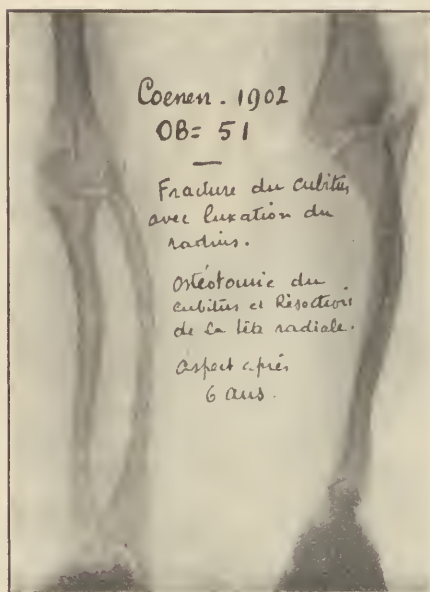 Coenen. 1902
OB= 51
Fracture du cubitus
avec luxation du
radius.
Ostéotomie du
cubitus et Résection
de la tête radiale.
Aspect après
6 ans.